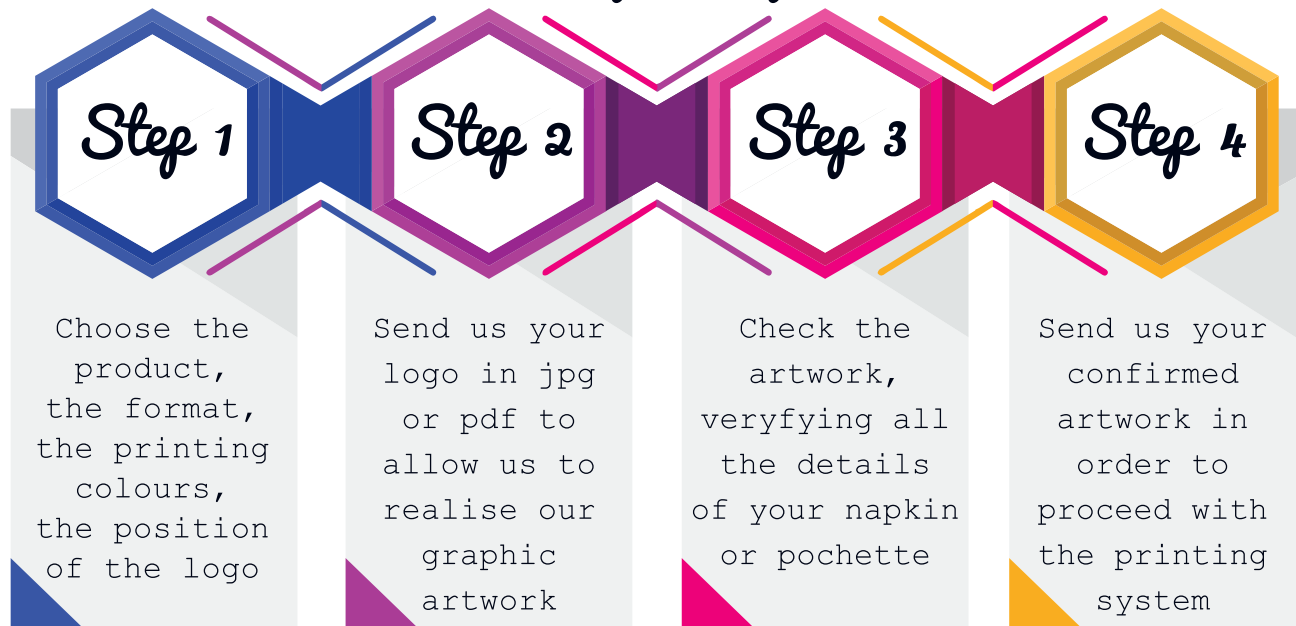 Step 1
Choose the
product,
the format,
the printing
colours,
the position
of the logo
Step 2
Send us your
logo in jpg
or pdf to
allow us to
realise our
graphic
artwork
Step 3
Check the
artwork,
veryfying all
the details
of your napkin
or pochette
Step 4
Send us your
confirmed
artwork in
order to
proceed with
the printing
system